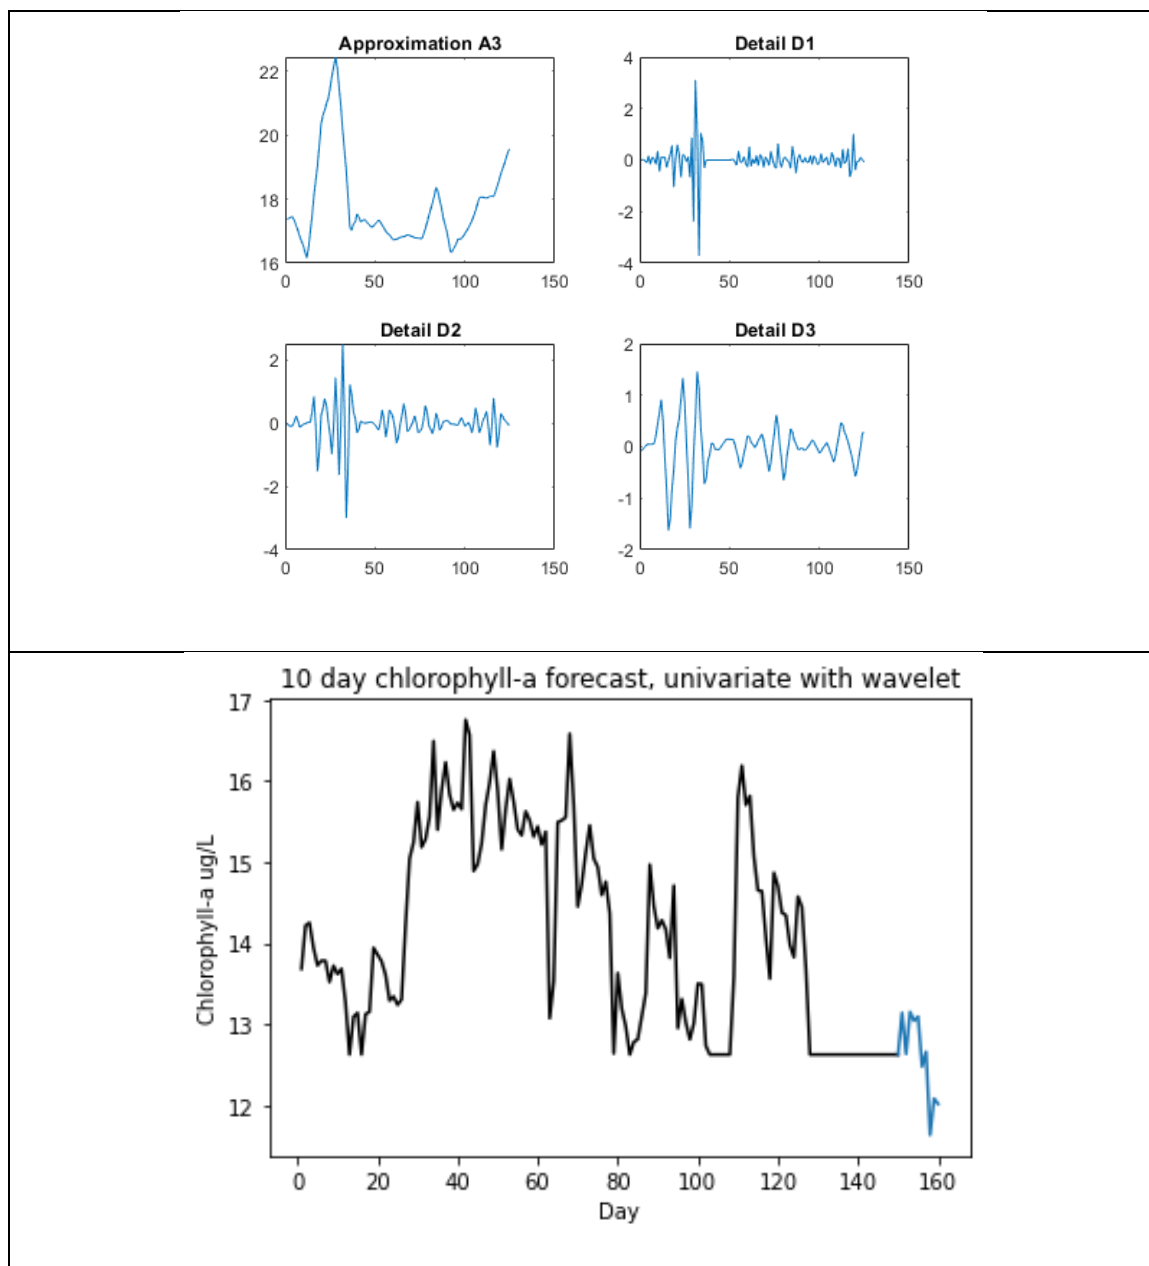 Approximation A3
22
20
18
16
0 50 100 150
Detail D1
4
2
0
-2
-4
0 50 100 150
Detail D2
2
0
-2
-4
0 50 100 150
Detail D3
2
1
0
-1
-2
0 50 100 150
10 day chlorophyll-a forecast, univariate with wavelet
17
16
15
14
13
12
Chlorophyll-a ug/L
0 20 40 60 80 100 120 140 160
Day